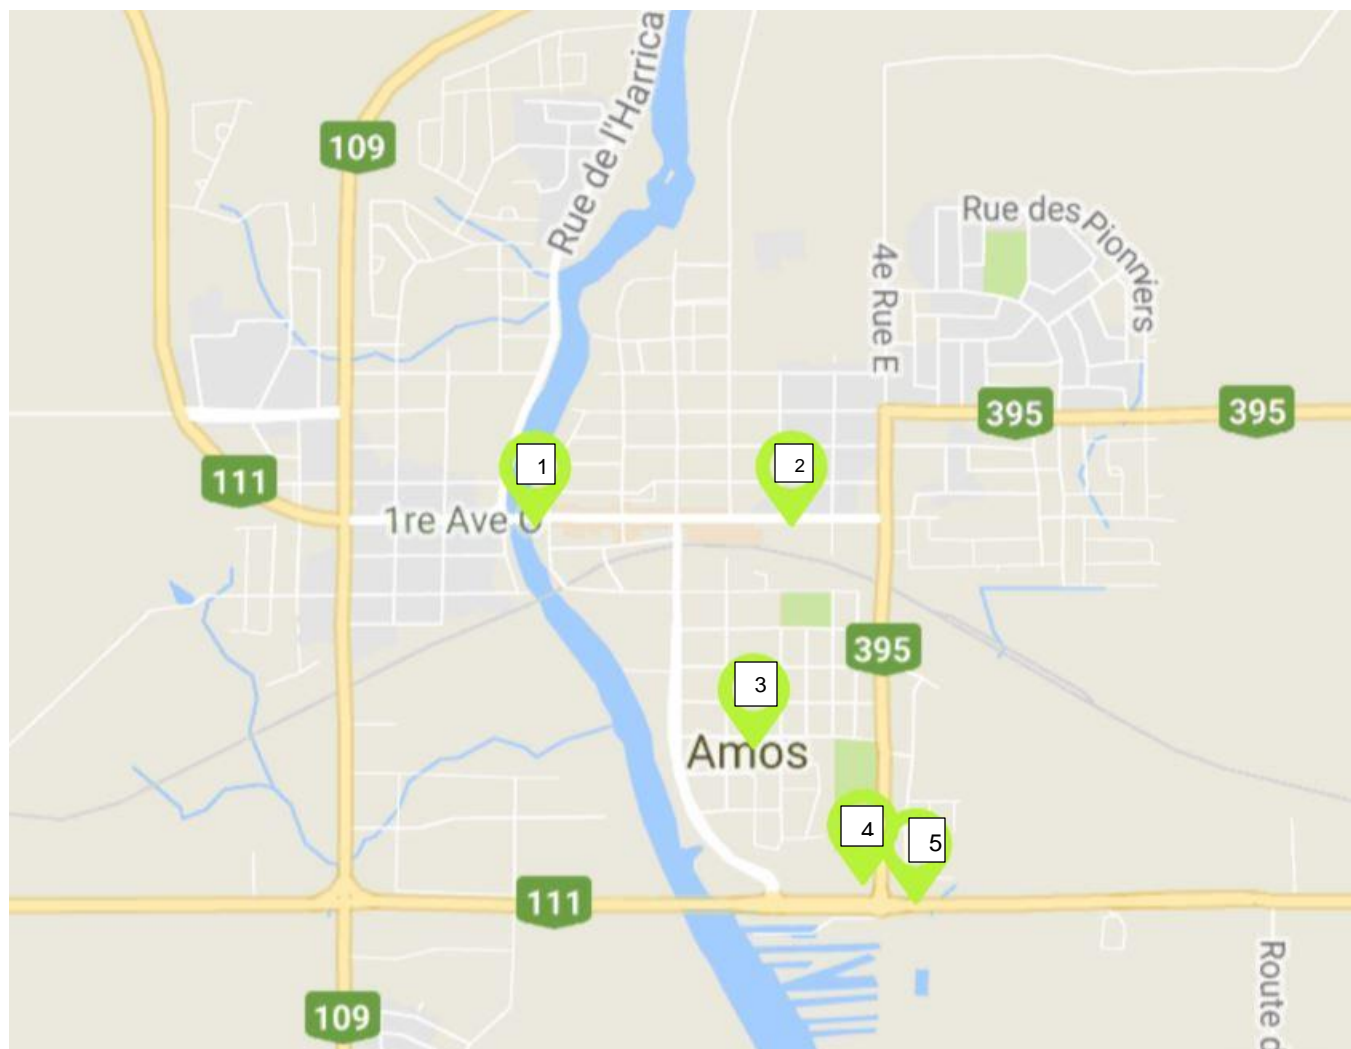 Rue de l'Harrica
109
Rue des Pionniers
4e Rue E
395
395
111
1
2
1re Ave O
395
3
Amos
4
5
111
109
Route d